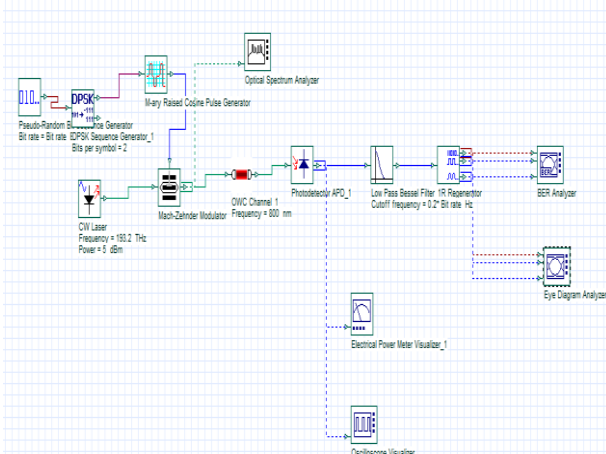 Optical Spectrum Analyzer
DPSK
M-ary Raised Cosine Pulse Generator
Pseudo-Random Bit Sequence Generator
Bit rate = Bit rate
DPSK Sequence Generator_1
Bits per symbol = 2
CW Laser
Frequency = 193.2 THz
Power = 5 dBm
Mach-Zehnder Modulator
OWC Channel 1
Frequency = 800 nm
Photodetector APD_1
Low Pass Bessel Filter
Cutoff frequency = 0.2* Bit rate Hz
1R Regenerator
BER
BER Analyzer
Eye Diagram Analyzer
Electrical Power Meter Visualizer_1
Oscilloscope Visualizer